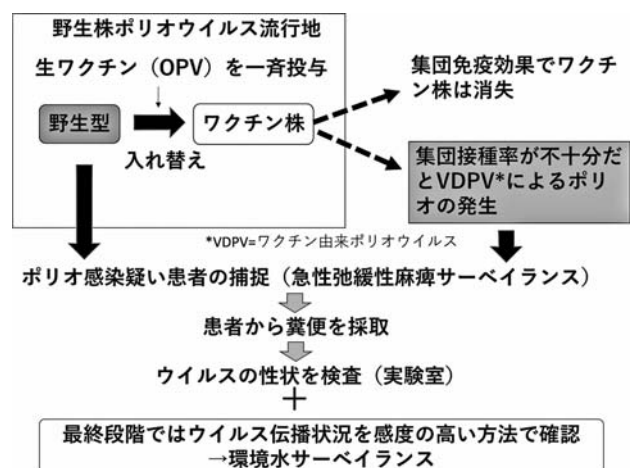 野生株ポリオウイルス流行地
生ワクチン（OPV）を一斉投与
野生型
ワクチン株
入れ替え
集団免疫効果でワクチ
ン株は消失
集団接種率が不十分だ
とVDPV*によるポリ
オの発生
*VDPV=ワクチン由来ポリオウイルス
ポリオ感染疑い患者の捕捉（急性弛緩性麻痺サーベイランス）
患者から糞便を採取
ウイルスの性状を検査（実験室）
＋
最終段階ではウイルス伝播状況を感度の高い方法で確認
→環境水サーベイランス